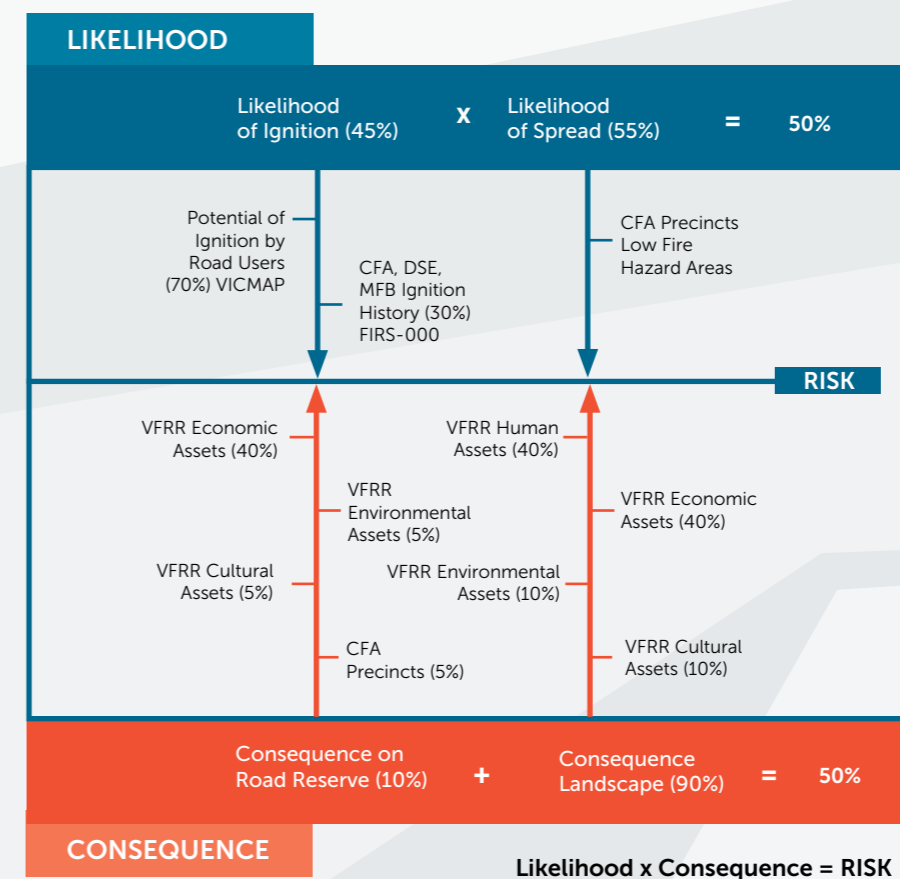 LIKELIHOOD
Likelihood
of Ignition (45%)
x
Likelihood
of Spread (55%)
=
50%
Potential of
Ignition by
Road Users
(70%) VICMAP
CFA, DSE,
MFB Ignition
History (30%)
FIRS-000
CFA Precincts
Low Fire
Hazard Areas
RISK
VFRR Economic
Assets (40%)
VFRR
Environmental
Assets (5%)
VFRR Cultural
Assets (5%)
CFA
Precincts (5%)
VFRR Human
Assets (40%)
VFRR Economic
Assets (40%)
VFRR Environmental
Assets (10%)
VFRR Cultural
Assets (10%)
Consequence on
Road Reserve (10%)
+
Consequence
Landscape (90%)
=
50%
CONSEQUENCE
Likelihood x Consequence = RISK